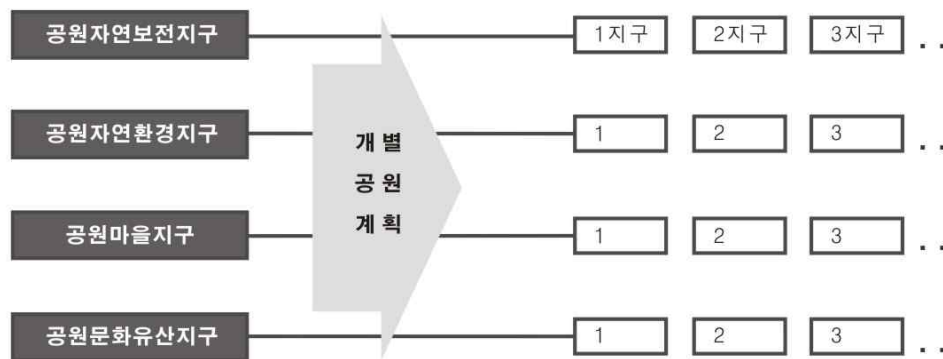 공원자연보전지구 1지구 2지구 3지구 . .
공원자연환경지구 1 2 3 . .
개 별
공 원
계 획
공원마을지구 1 2 3 . .
공원문화유산지구 1 2 3 . .